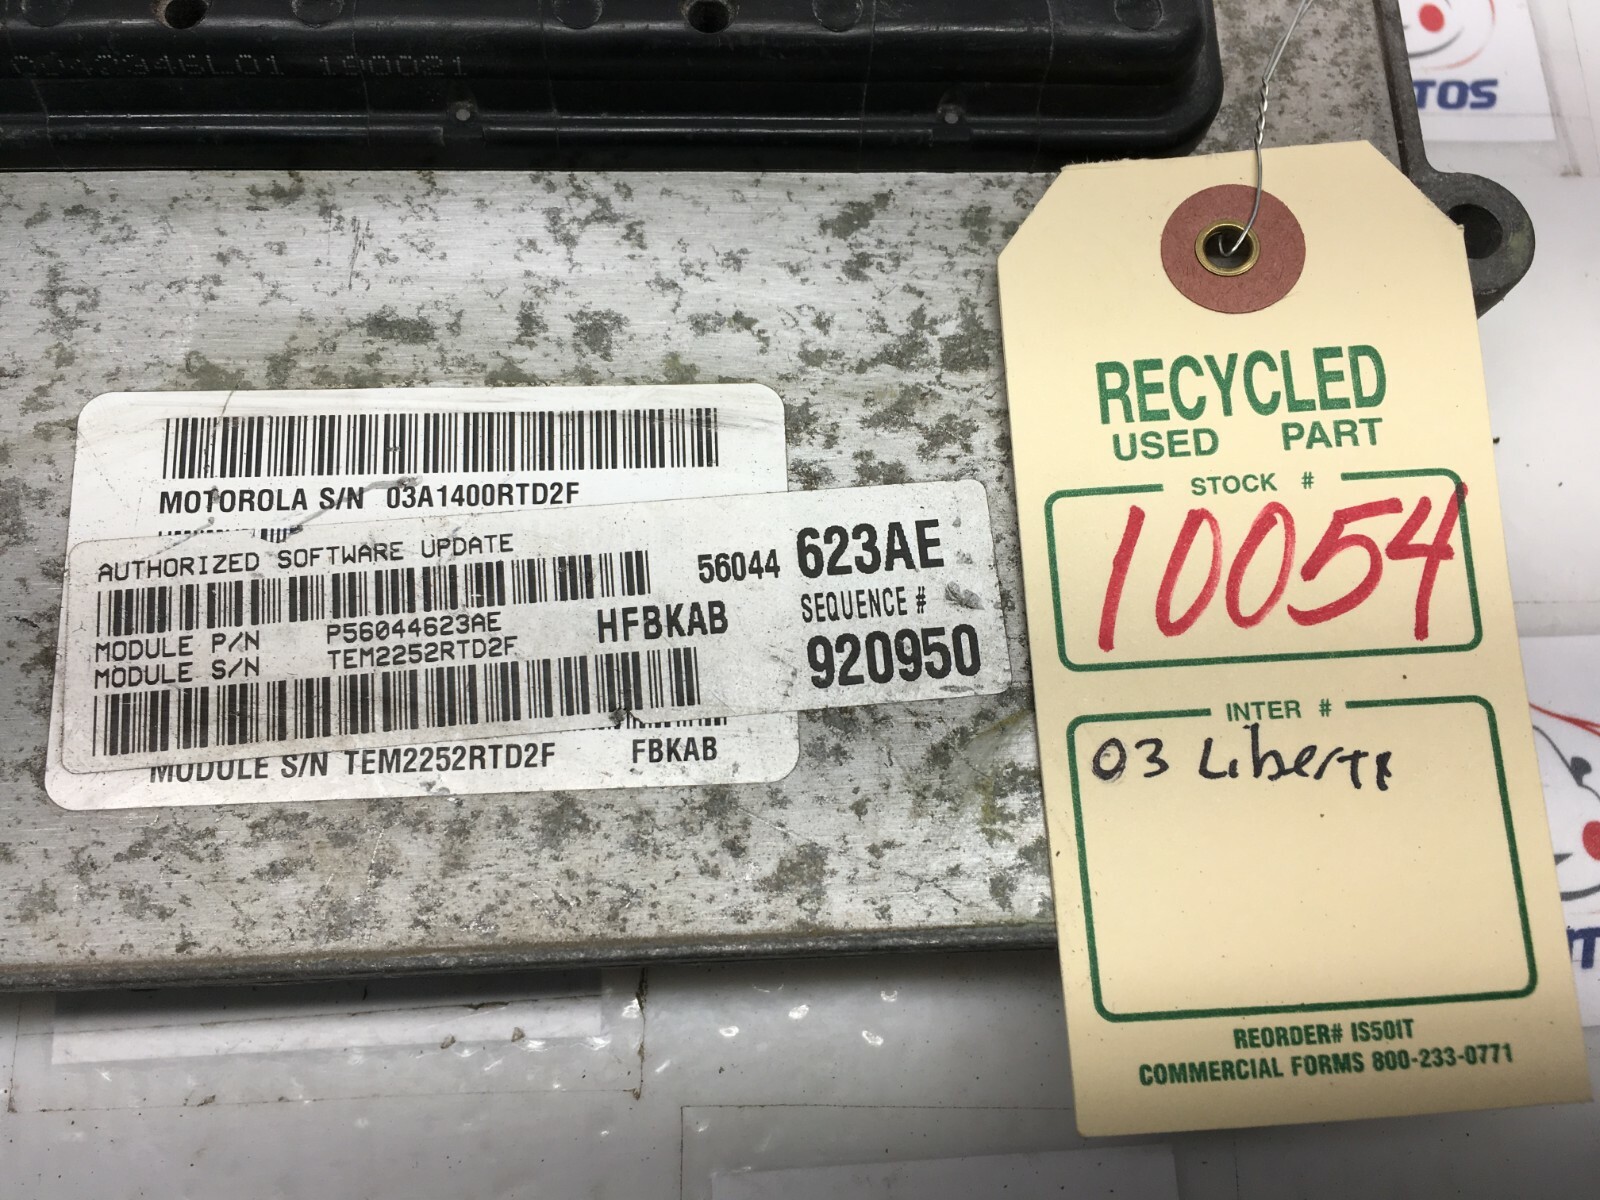 TOS
MOTOROLA S/N 03A1400RTD2F
AUTHORIZED SOFTWARE UPDATE
56044 623AE
MODULE P/N P56044623AE
MODULE S/N TEM2252RTD2F
HFBKAB
SEQUENCE #
920950
MODULE S/N TEM2252RTD2F FBKAB
RECYCLED
USED PART
STOCK #
10054
INTER #
03 Liberty
REORDER# IS50IT
COMMERCIAL FORMS 800-233-0771